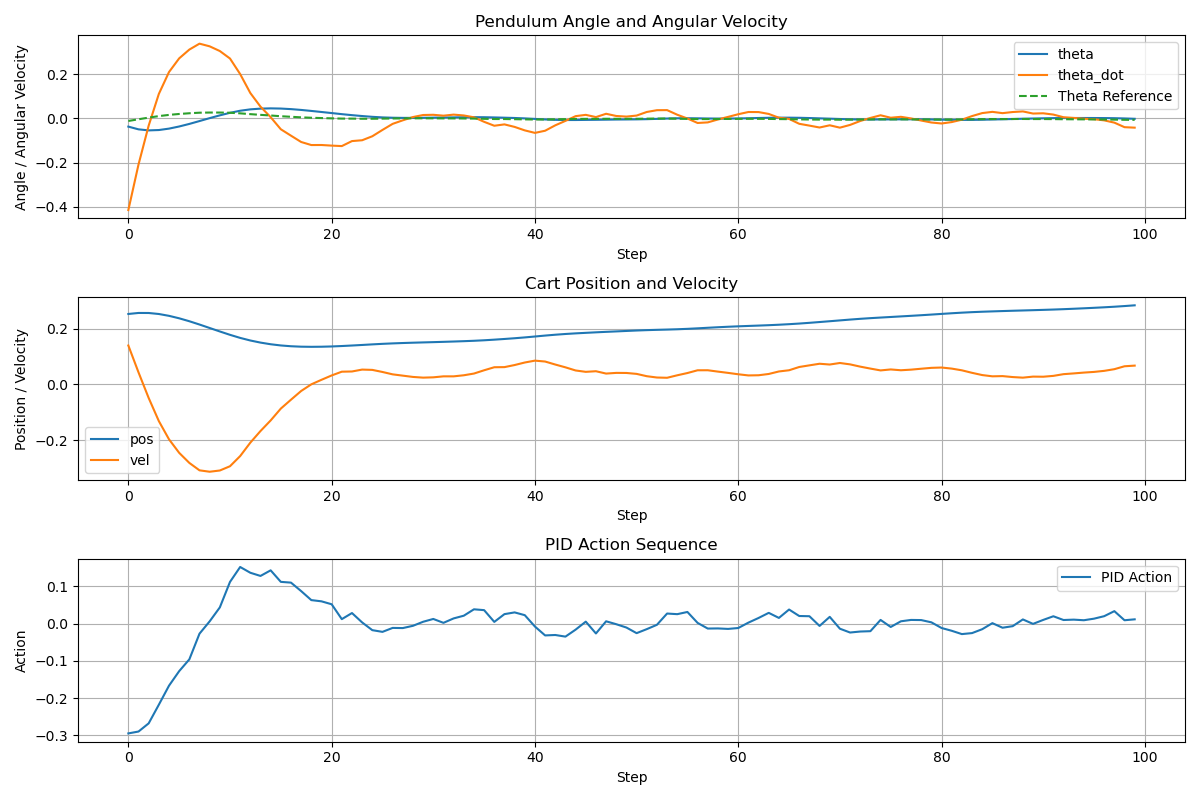 Pendulum Angle and Angular Velocity
Angle / Angular Velocity
0.2
0.0
−0.2
−0.4
theta
theta_dot
Theta Reference
0 20 40 60 80 100
Step
Cart Position and Velocity
Position / Velocity
0.2
0.0
−0.2
pos
vel
0 20 40 60 80 100
Step
PID Action Sequence
Action
0.1
0.0
−0.1
−0.2
−0.3
PID Action
0 20 40 60 80 100
Step